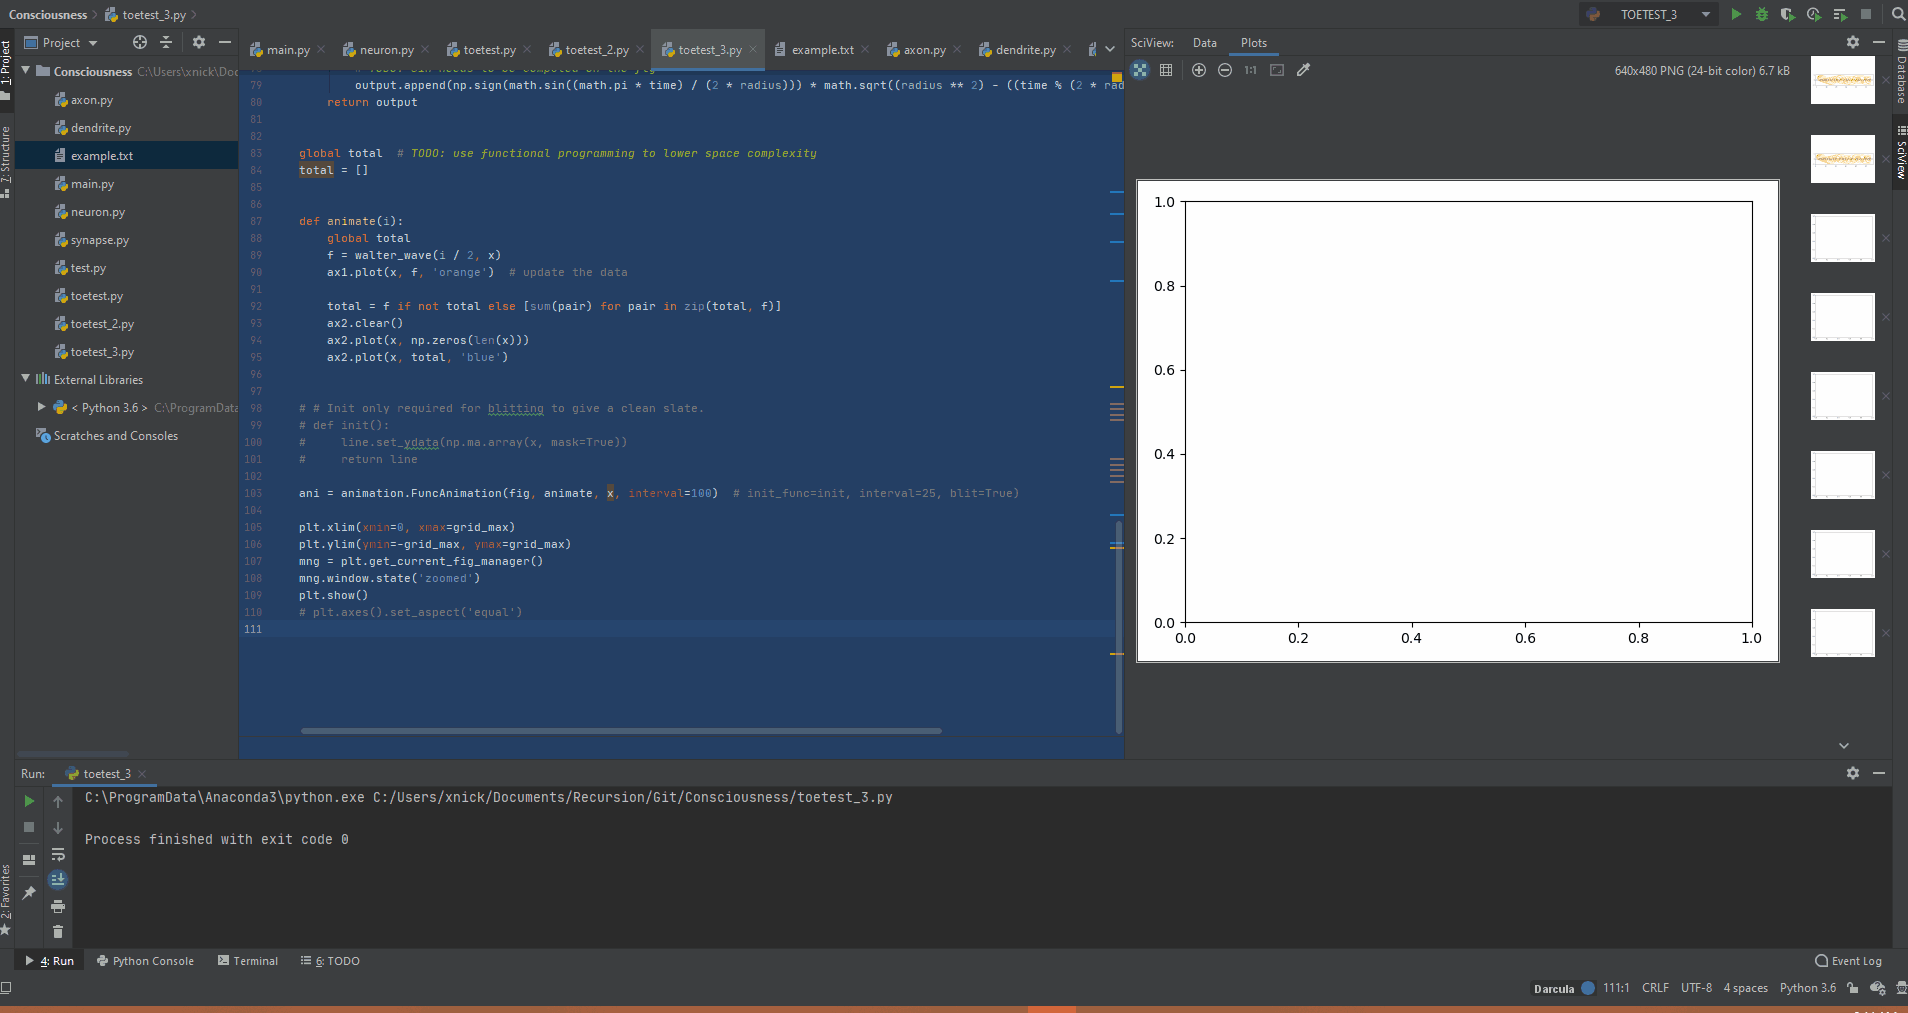 Consciousness
toetest_3.py
TOETEST_3
1: Project
7: Structure
2: Favorites
Project
Consciousness C:\Users\xnick\Doc
axon.py
dendrite.py
example.txt
main.py
neuron.py
synapse.py
test.py
toetest.py
toetest_2.py
toetest_3.py
External Libraries
< Python 3.6 > C:\ProgramData
Scratches and Consoles
main.py
neuron.py
toetest.py
toetest_2.py
toetest_3.py
example.txt
axon.py
dendrite.py
79 output.append(np.sign(math.sin((math.pi * time) / (2 * radius))) * math.sqrt((radius ** 2) - ((time % (2 * rad
80 return output
81
82
83 global total # TODO: use functional programming to lower space complexity
84 total = []
85
86
87 def animate(i):
88 global total
89 f = walter_wave(i / 2, x)
90 ax1.plot(x, f, 'orange') # update the data
91
92 total = f if not total else [sum(pair) for pair in zip(total, f)]
93 ax2.clear()
94 ax2.plot(x, np.zeros(len(x)))
95 ax2.plot(x, total, 'blue')
96
97
98 # # Init only required for blitting to give a clean slate.
99 # def init():
100 # line.set_ydata(np.ma.array(x, mask=True))
101 # return line
102
103 ani = animation.FuncAnimation(fig, animate, x, interval=100) # init_func=init, interval=25, blit=True)
104
105 plt.xlim(xmin=0, xmax=grid_max)
106 plt.ylim(ymin=-grid_max, ymax=grid_max)
107 mng = plt.get_current_fig_manager()
108 mng.window.state('zoomed')
109 plt.show()
110 # plt.axes().set_aspect('equal')
111
SciView: Data Plots
1:1
640x480 PNG (24-bit color) 6.7 kB
1.0
0.8
0.6
0.4
0.2
0.0
0.0 0.2 0.4 0.6 0.8 1.0
Database
SciView
Run: toetest_3
C:\ProgramData\Anaconda3\python.exe C:/Users/xnick/Documents/Recursion/Git/Consciousness/toetest_3.py
Process finished with exit code 0
4: Run
Python Console
Terminal
6: TODO
Event Log
Darcula
111:1
CRLF
UTF-8
4 spaces
Python 3.6